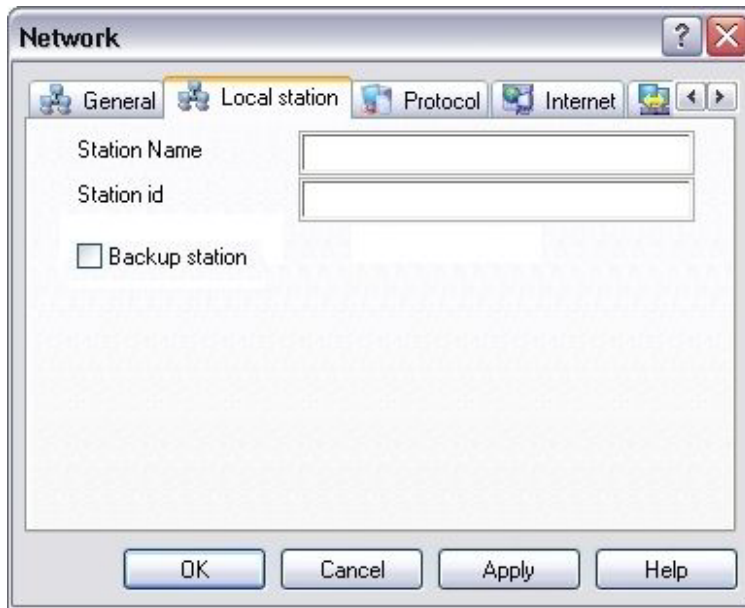 Network
General Local station Protocol Internet
Station Name
Station id
Backup station
OK Cancel Apply Help